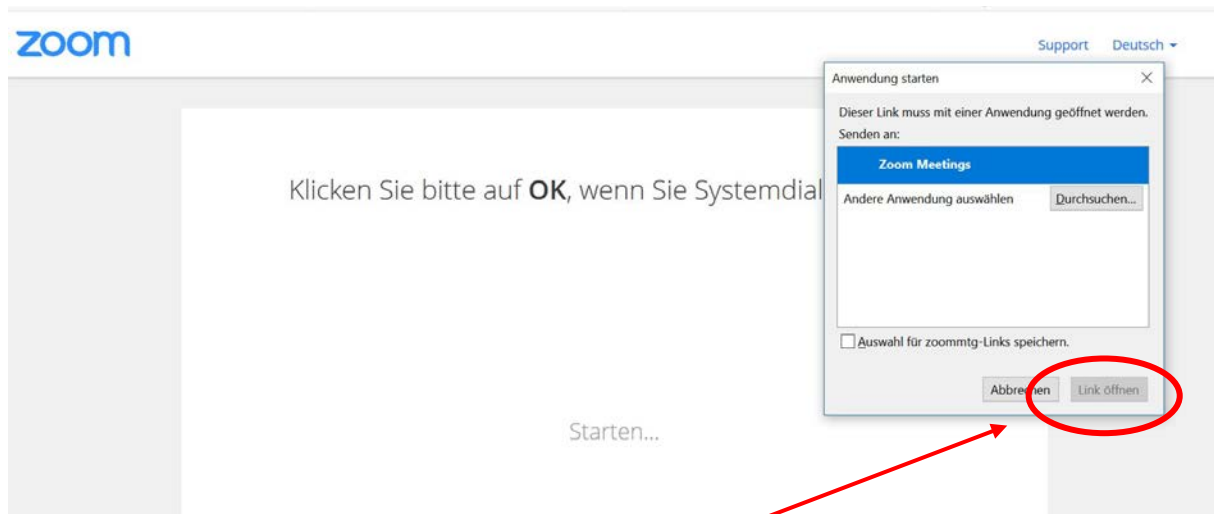 zoom
Support Deutsch
Anwendung starten
Dieser Link muss mit einer Anwendung geöffnet werden.
Senden an:
Zoom Meetings
Andere Anwendung auswählen Durchsuchen...
Auswahl für zoommtg-Links speichern.
Abbrechen Link öffnen
Klicken Sie bitte auf OK, wenn Sie Systemdial
Starten...